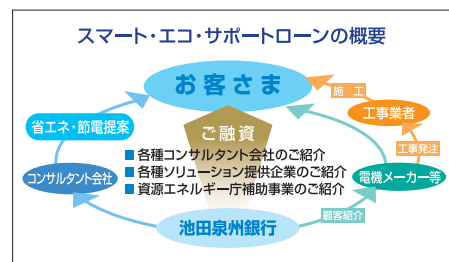 スマート・エコ・サポートローンの概要
お客さま
施工
工事業者
省エネ・節電提案
ご融資
工事発注
■各種コンサルタント会社のご紹介
■各種ソリューション提供企業のご紹介
■資源エネルギー庁補助事業のご紹介
コンサルタント会社
電機メーカー等
池田泉州銀行
顧客紹介